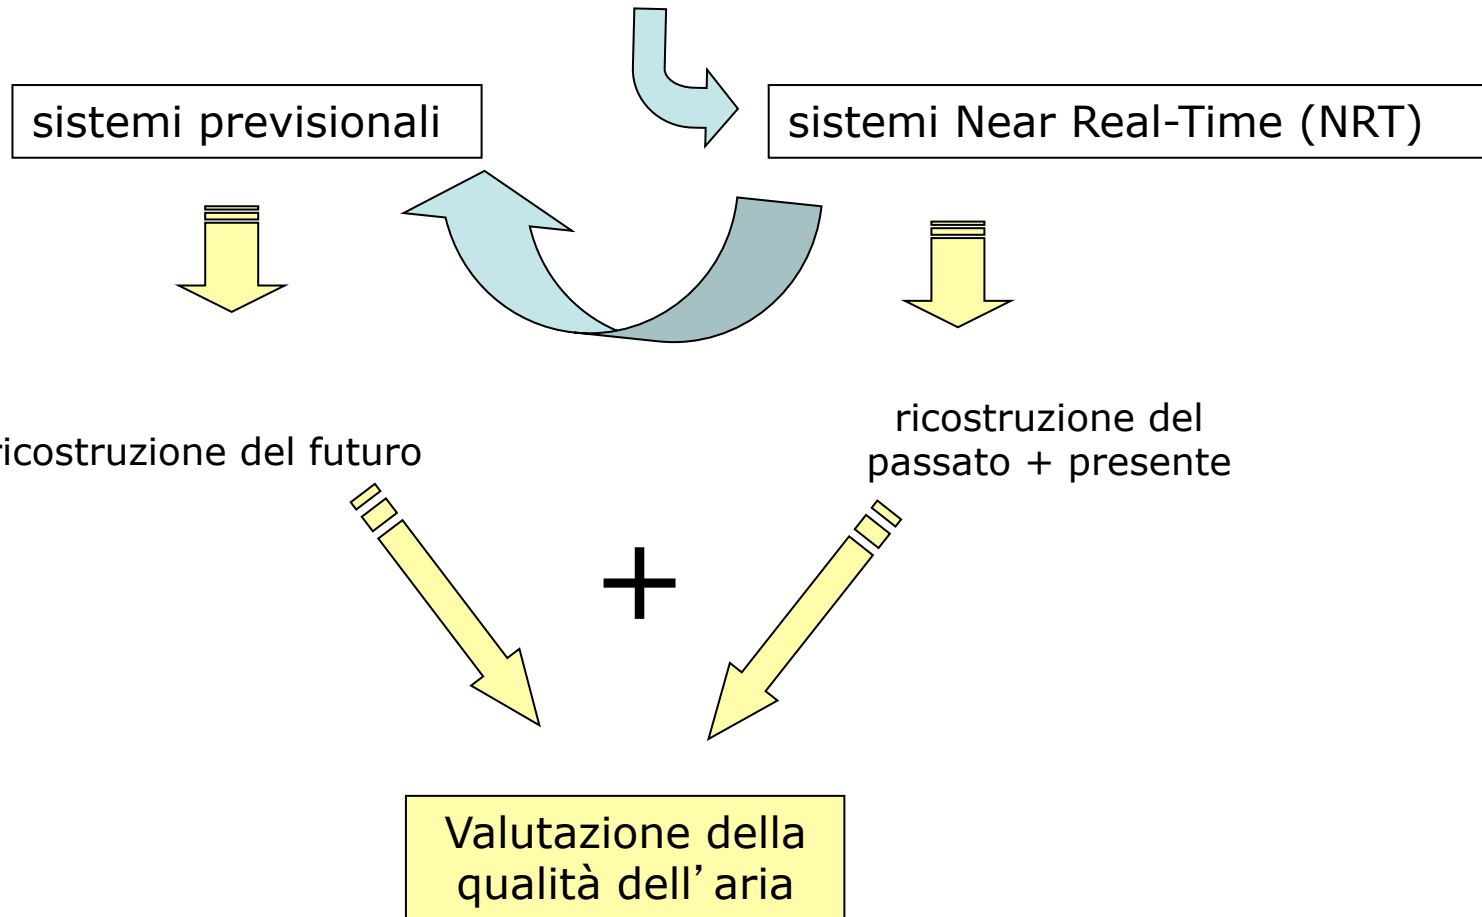 sistemi previsionali
sistemi Near Real-Time (NRT)
ricostruzione del futuro
ricostruzione del
passato + presente
+
Valutazione della
qualità dell’aria